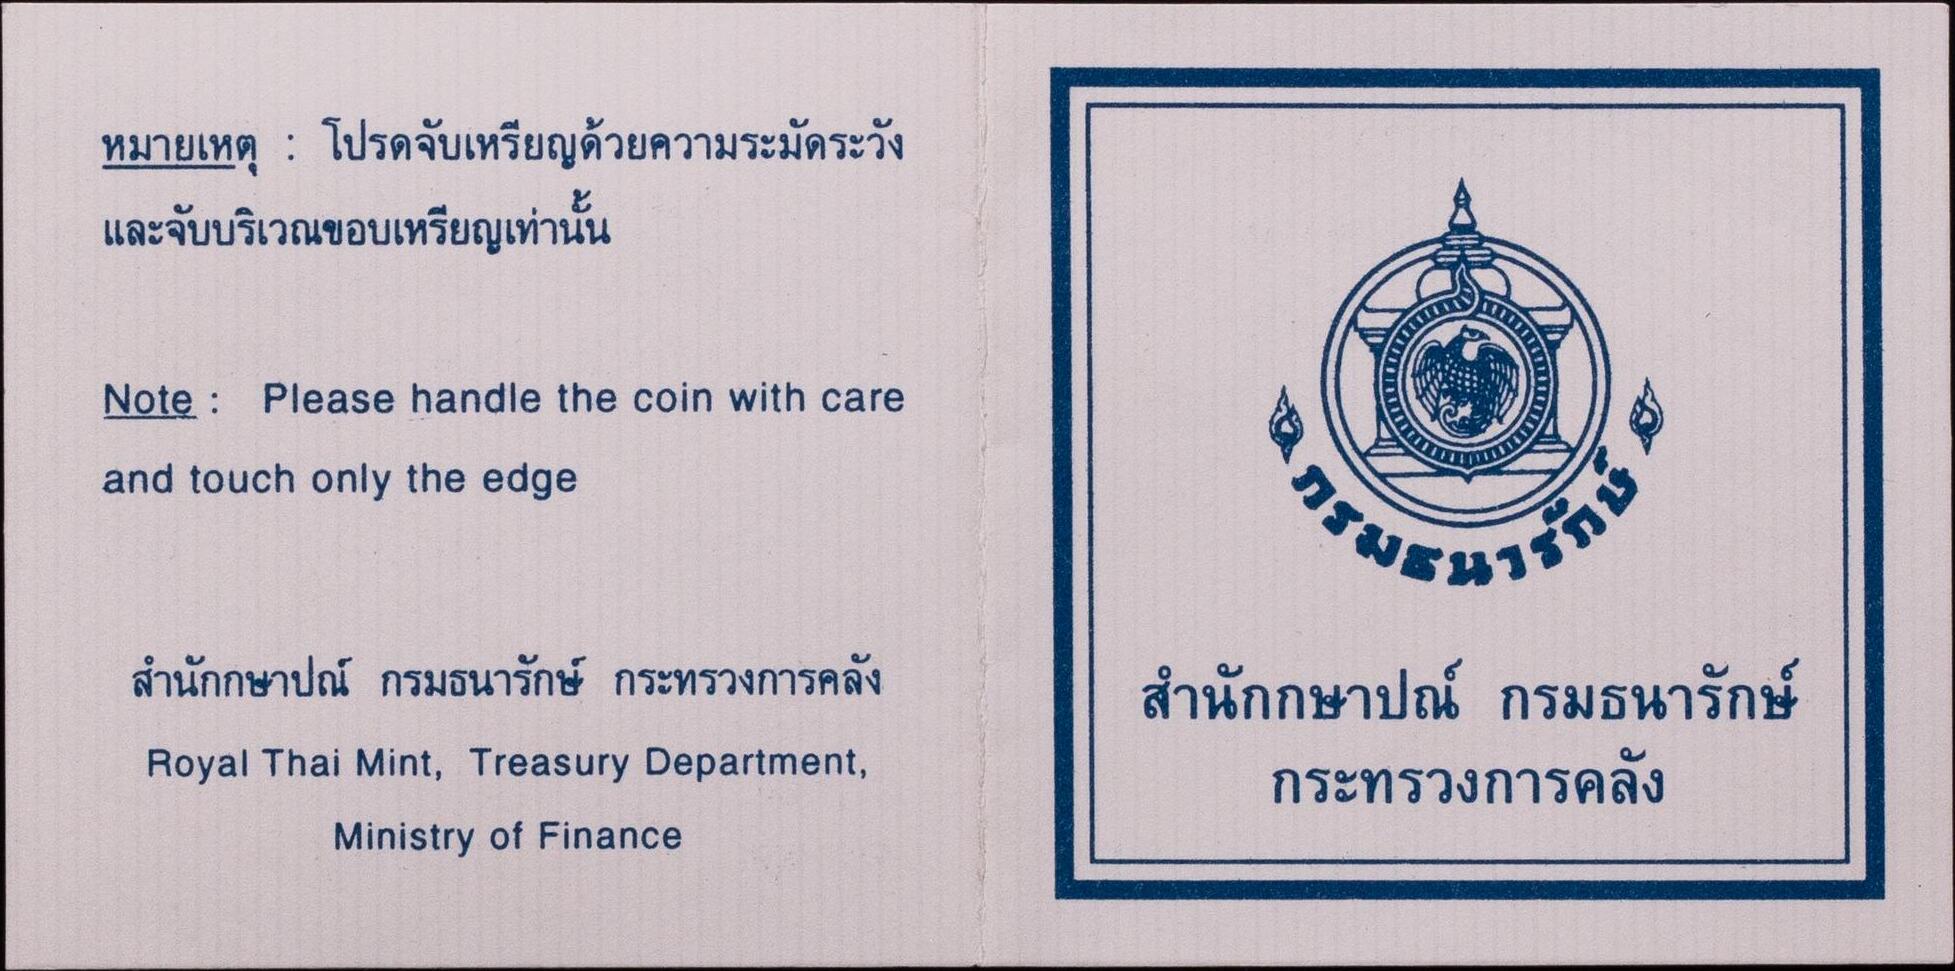 หมายเหตุ : โปรดจับเหรียญด้วยความระมัดระวัง
และจับบริเวณขอบเหรียญเท่านั้น
Note : Please handle the coin with care
and touch only the edge
สำนักกษาปณ์ กรมธนารักษ์ กระทรวงการคลัง
Royal Thai Mint, Treasury Department,
Ministry of Finance
กรมธนารักษ์
สำนักกษาปณ์ กรมธนารักษ์
กระทรวงการคลัง